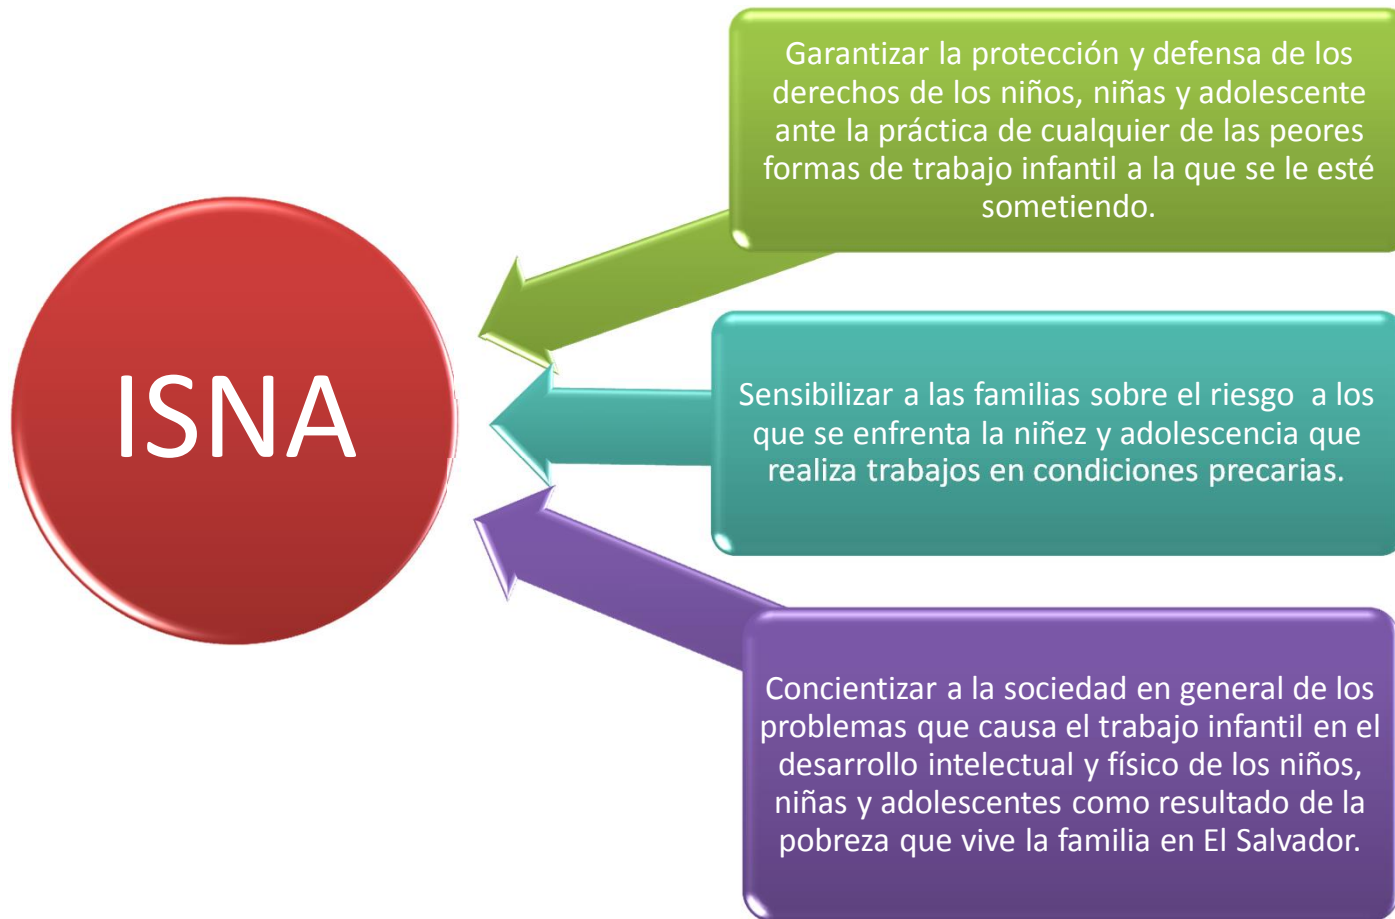 ISNA
Garantizar la protección y defensa de los
derechos de los niños, niñas y adolescente
ante la práctica de cualquier de las peores
formas de trabajo infantil a la que se le esté
sometiendo.
Sensibilizar a las familias sobre el riesgo  a los
que se enfrenta la niñez y adolescencia que
realiza trabajos en condiciones precarias.
Concientizar a la sociedad en general de los
problemas que causa el trabajo infantil en el
desarrollo intelectual y físico de los niños,
niñas y adolescentes como resultado de la
pobreza que vive la familia en El Salvador.